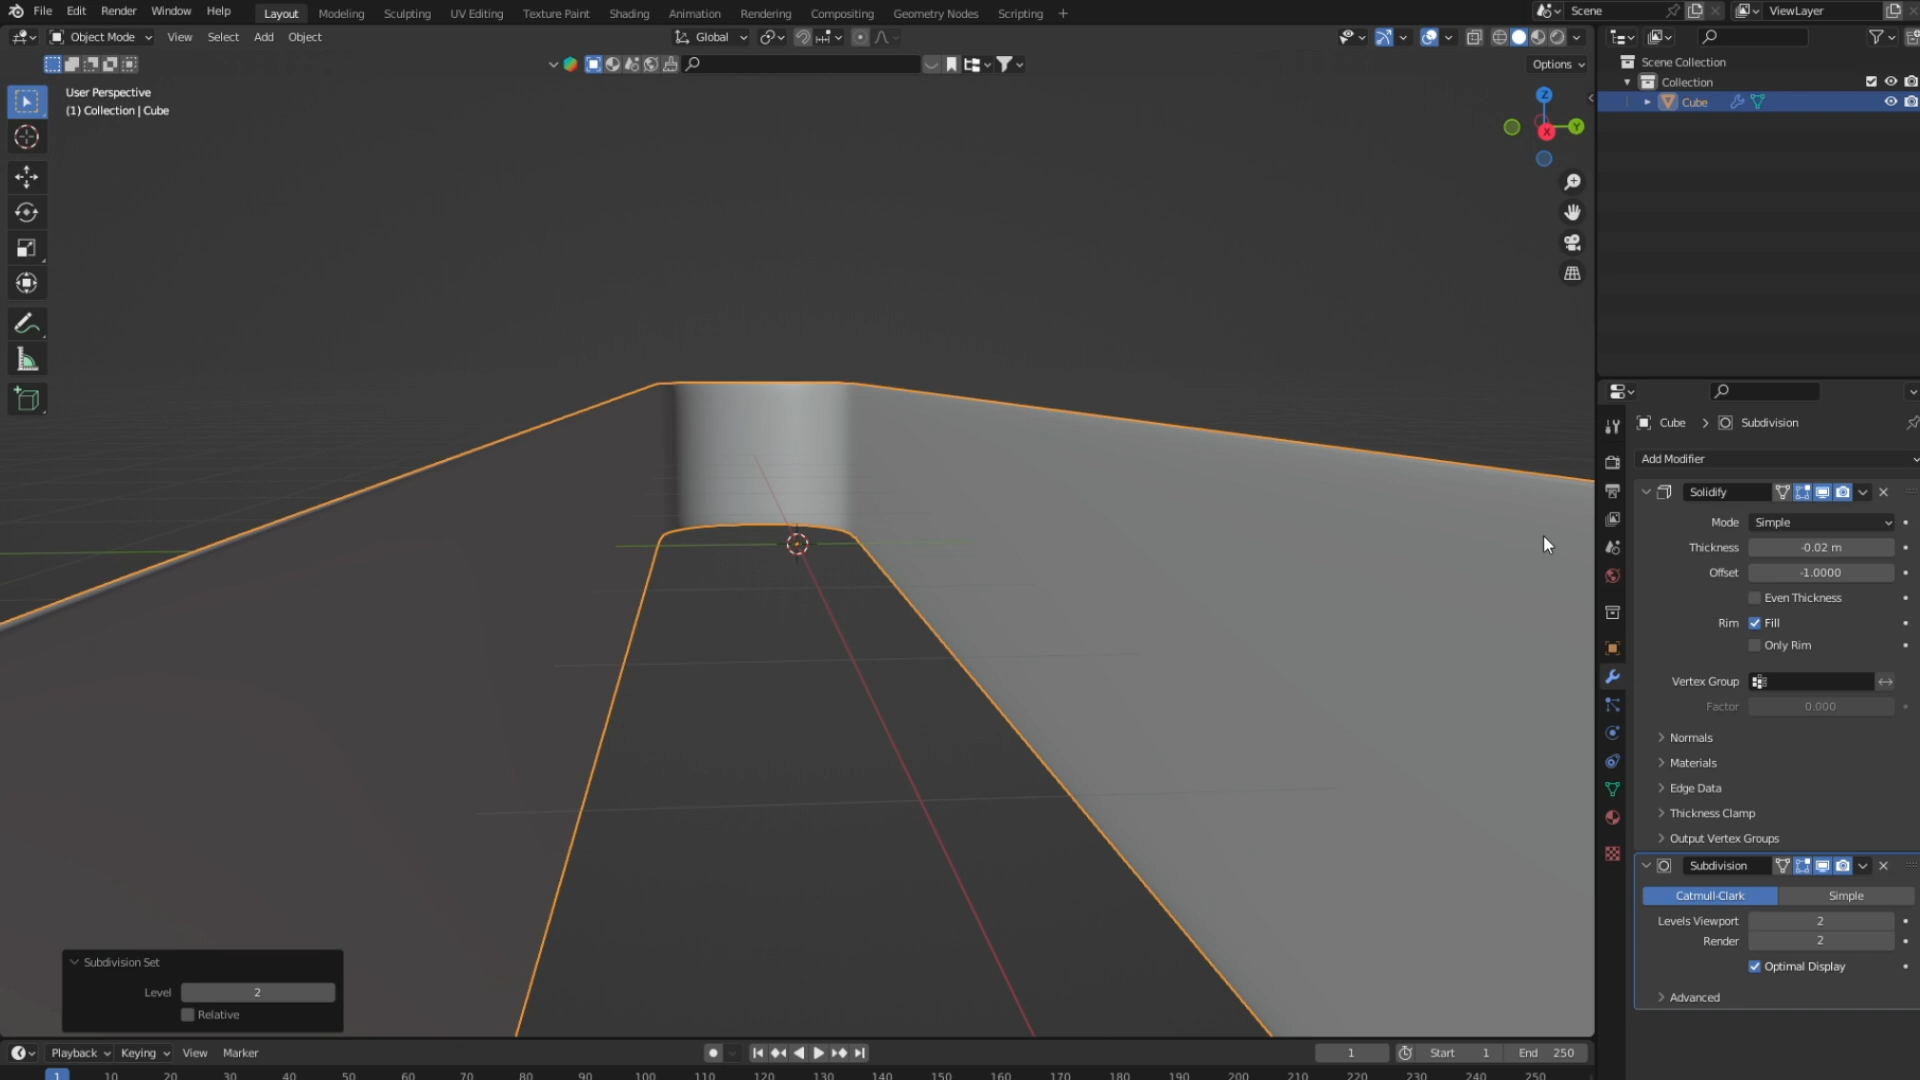 File Edit Render Window Help Layout Modeling Sculpting UV Editing Texture Paint Shading Animation Rendering Compositing Geometry Nodes Scripting + Scene ViewLayer
Object Mode View Select Add Object Global
Options
User Perspective
(1) Collection | Cube
Z
Y
X
Scene Collection
Collection
Cube
Cube > Subdivision
Add Modifier
Solidify
Mode Simple
Thickness -0.02 m
Offset -1.0000
Even Thickness
Rim Fill
Only Rim
Vertex Group
Factor 0.000
Normals
Materials
Edge Data
Thickness Clamp
Output Vertex Groups
Subdivision
Catmull-Clark Simple
Levels Viewport 2
Render 2
Optimal Display
Advanced
Subdivision Set
Level 2
Relative
Playback Keying View Marker 1 Start 1 End 250
1 10 20 30 40 50 60 70 80 90 100 110 120 130 140 150 160 170 180 190 200 210 220 230 240 250